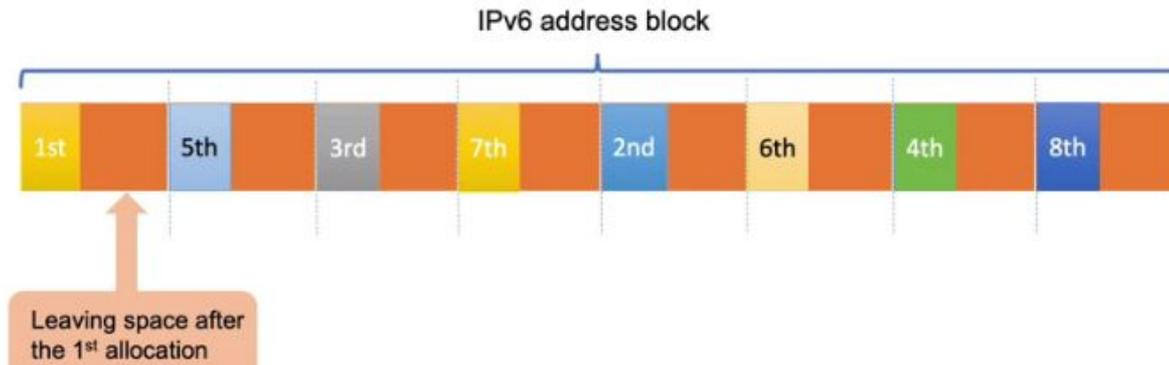 IPv6 address block
1st 5th 3rd 7th 2nd 6th 4th 8th
Leaving space after
the 1st allocation